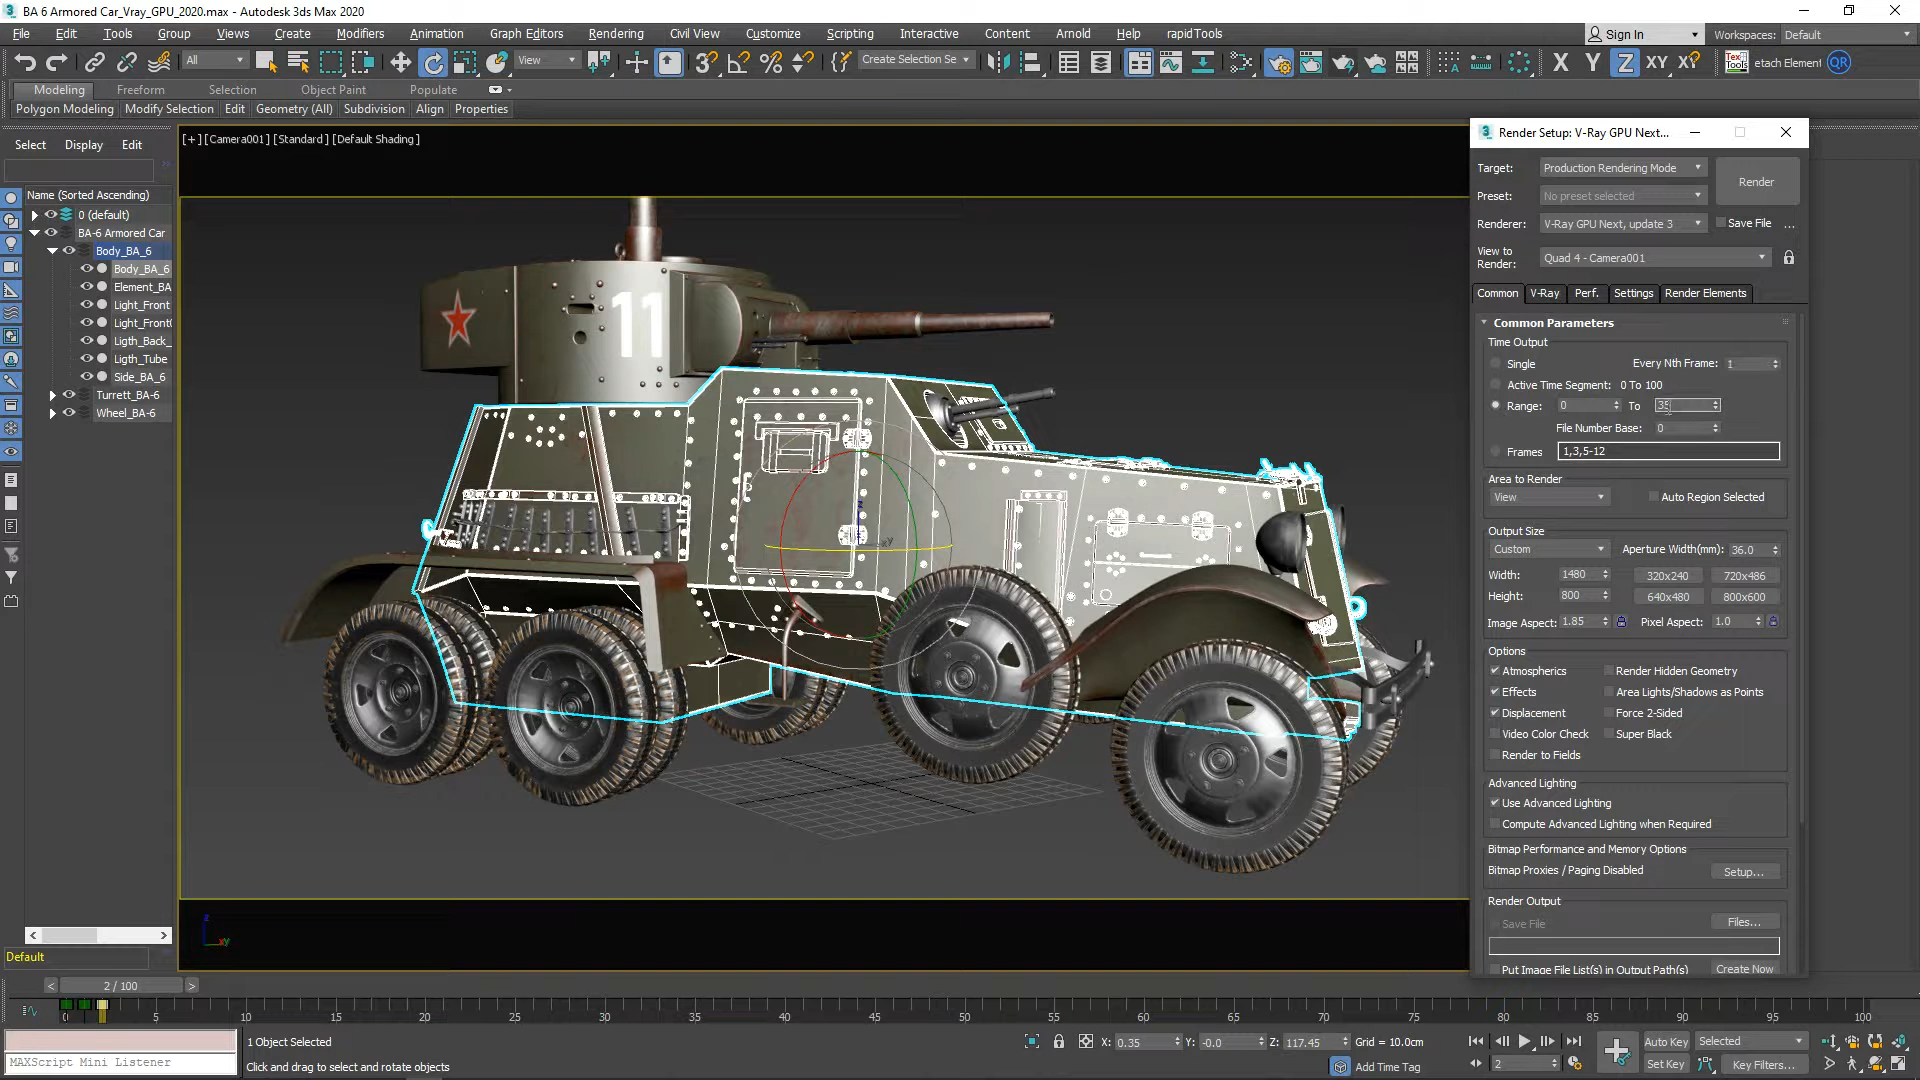 BA 6 Armored Car_Vray_GPU_2020.max - Autodesk 3ds Max 2020
File Edit Tools Group Views Create Modifiers Animation Graph Editors Rendering Civil View Customize Scripting Interactive Content Arnold Help rapidTools Sign In Workspaces: Default
All View Create Selection Se X Y Z XY XY etach Element QR
Modeling Freeform Selection Object Paint Populate
Polygon Modeling Modify Selection Edit Geometry (All) Subdivision Align Properties
Select Display Edit
Name (Sorted Ascending)
0 (default)
BA-6 Armored Car
Body_BA_6
Body_BA_6
Element_BA
Light_Front
Light_Front
Ligth_Back_
Ligth_Tube
Side_BA_6
Turrett_BA-6
Wheel_BA-6
Default
[+] [Camera001] [Standard] [Default Shading]
11
Render Setup: V-Ray GPU Next...
Target: Production Rendering Mode Render
Preset: No preset selected
Renderer: V-Ray GPU Next, update 3 Save File ...
View to Render: Quad 4 - Camera001
Common V-Ray Perf. Settings Render Elements
Common Parameters
Time Output
Single Every Nth Frame: 1
Active Time Segment: 0 To 100
Range: 0 To 35
File Number Base: 0
Frames 1,3,5-12
Area to Render
View Auto Region Selected
Output Size
Custom Aperture Width(mm): 36.0
Width: 1480 320x240 720x486
Height: 800 640x480 800x600
Image Aspect: 1.85 Pixel Aspect: 1.0
Options
Atmospherics Render Hidden Geometry
Effects Area Lights/Shadows as Points
Displacement Force 2-Sided
Video Color Check Super Black
Render to Fields
Advanced Lighting
Use Advanced Lighting
Compute Advanced Lighting when Required
Bitmap Performance and Memory Options
Bitmap Proxies / Paging Disabled Setup...
Render Output
Save File Files...
Put Image File List(s) in Output Path(s) Create Now
< 2 / 100 >
0 5 10 15 20 25 30 35 40 45 50 55 60 65 70 75 80 85 90 95 100
1 Object Selected X: 0.35 Y: -0.0 Z: 117.45 Grid = 10.0cm Auto Key Selected
MAXScript Mini Listener Click and drag to select and rotate objects Add Time Tag 2 Set Key Key Filters...